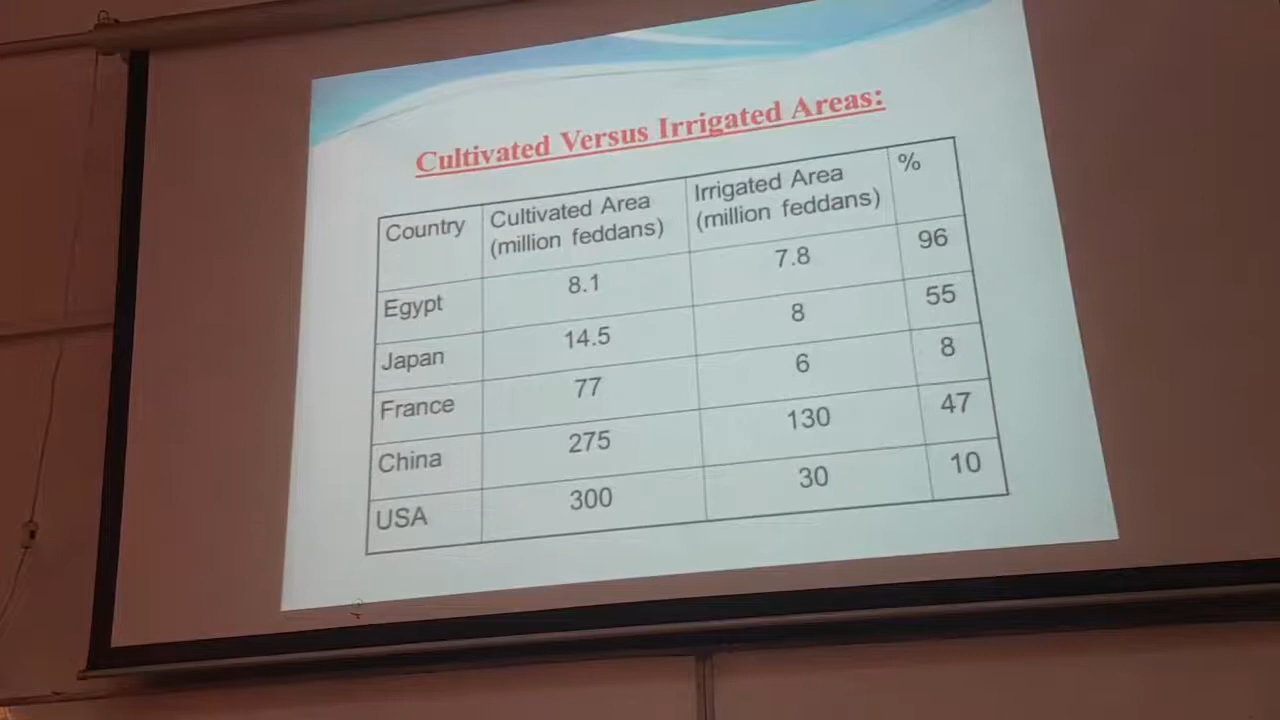 Cultivated Versus Irrigated Areas:
Country Cultivated Area (million feddans) Irrigated Area (million feddans) %
Egypt 8.1 7.8 96
Japan 14.5 8 55
France 77 6 8
China 275 130 47
USA 300 30 10